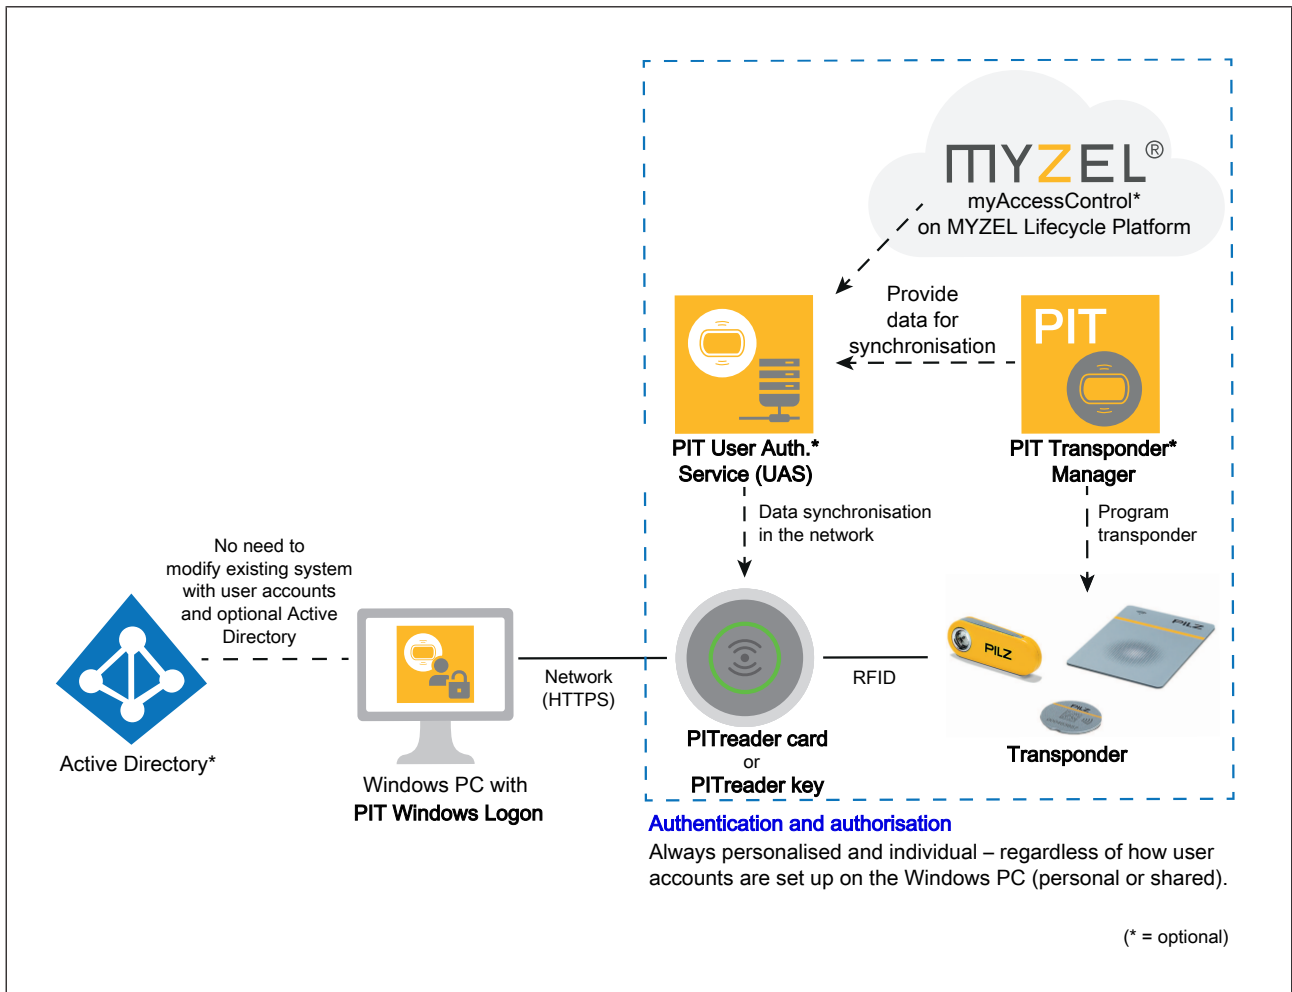 MYZEL®
myAccessControl*
on MYZEL Lifecycle Platform
Provide
data for
synchronisation
PIT
PIT User Auth.*
Service (UAS)
PIT Transponder*
Manager
Data synchronisation
in the network
Program
transponder
No need to
modify existing system
with user accounts
and optional Active
Directory
Network
(HTTPS)
RFID
PILZ
PILZ
PILZ
Active Directory*
Windows PC with
PIT Windows Logon
PITreader card
or
PITreader key
Transponder
Authentication and authorisation
Always personalised and individual – regardless of how user
accounts are set up on the Windows PC (personal or shared).
(* = optional)